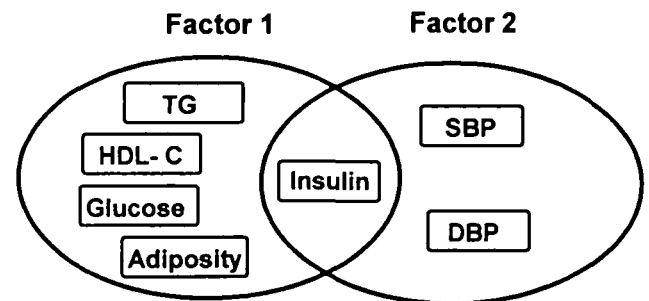 Factor 1
Factor 2
TG
HDL- C
Glucose
Adiposity
Insulin
SBP
DBP